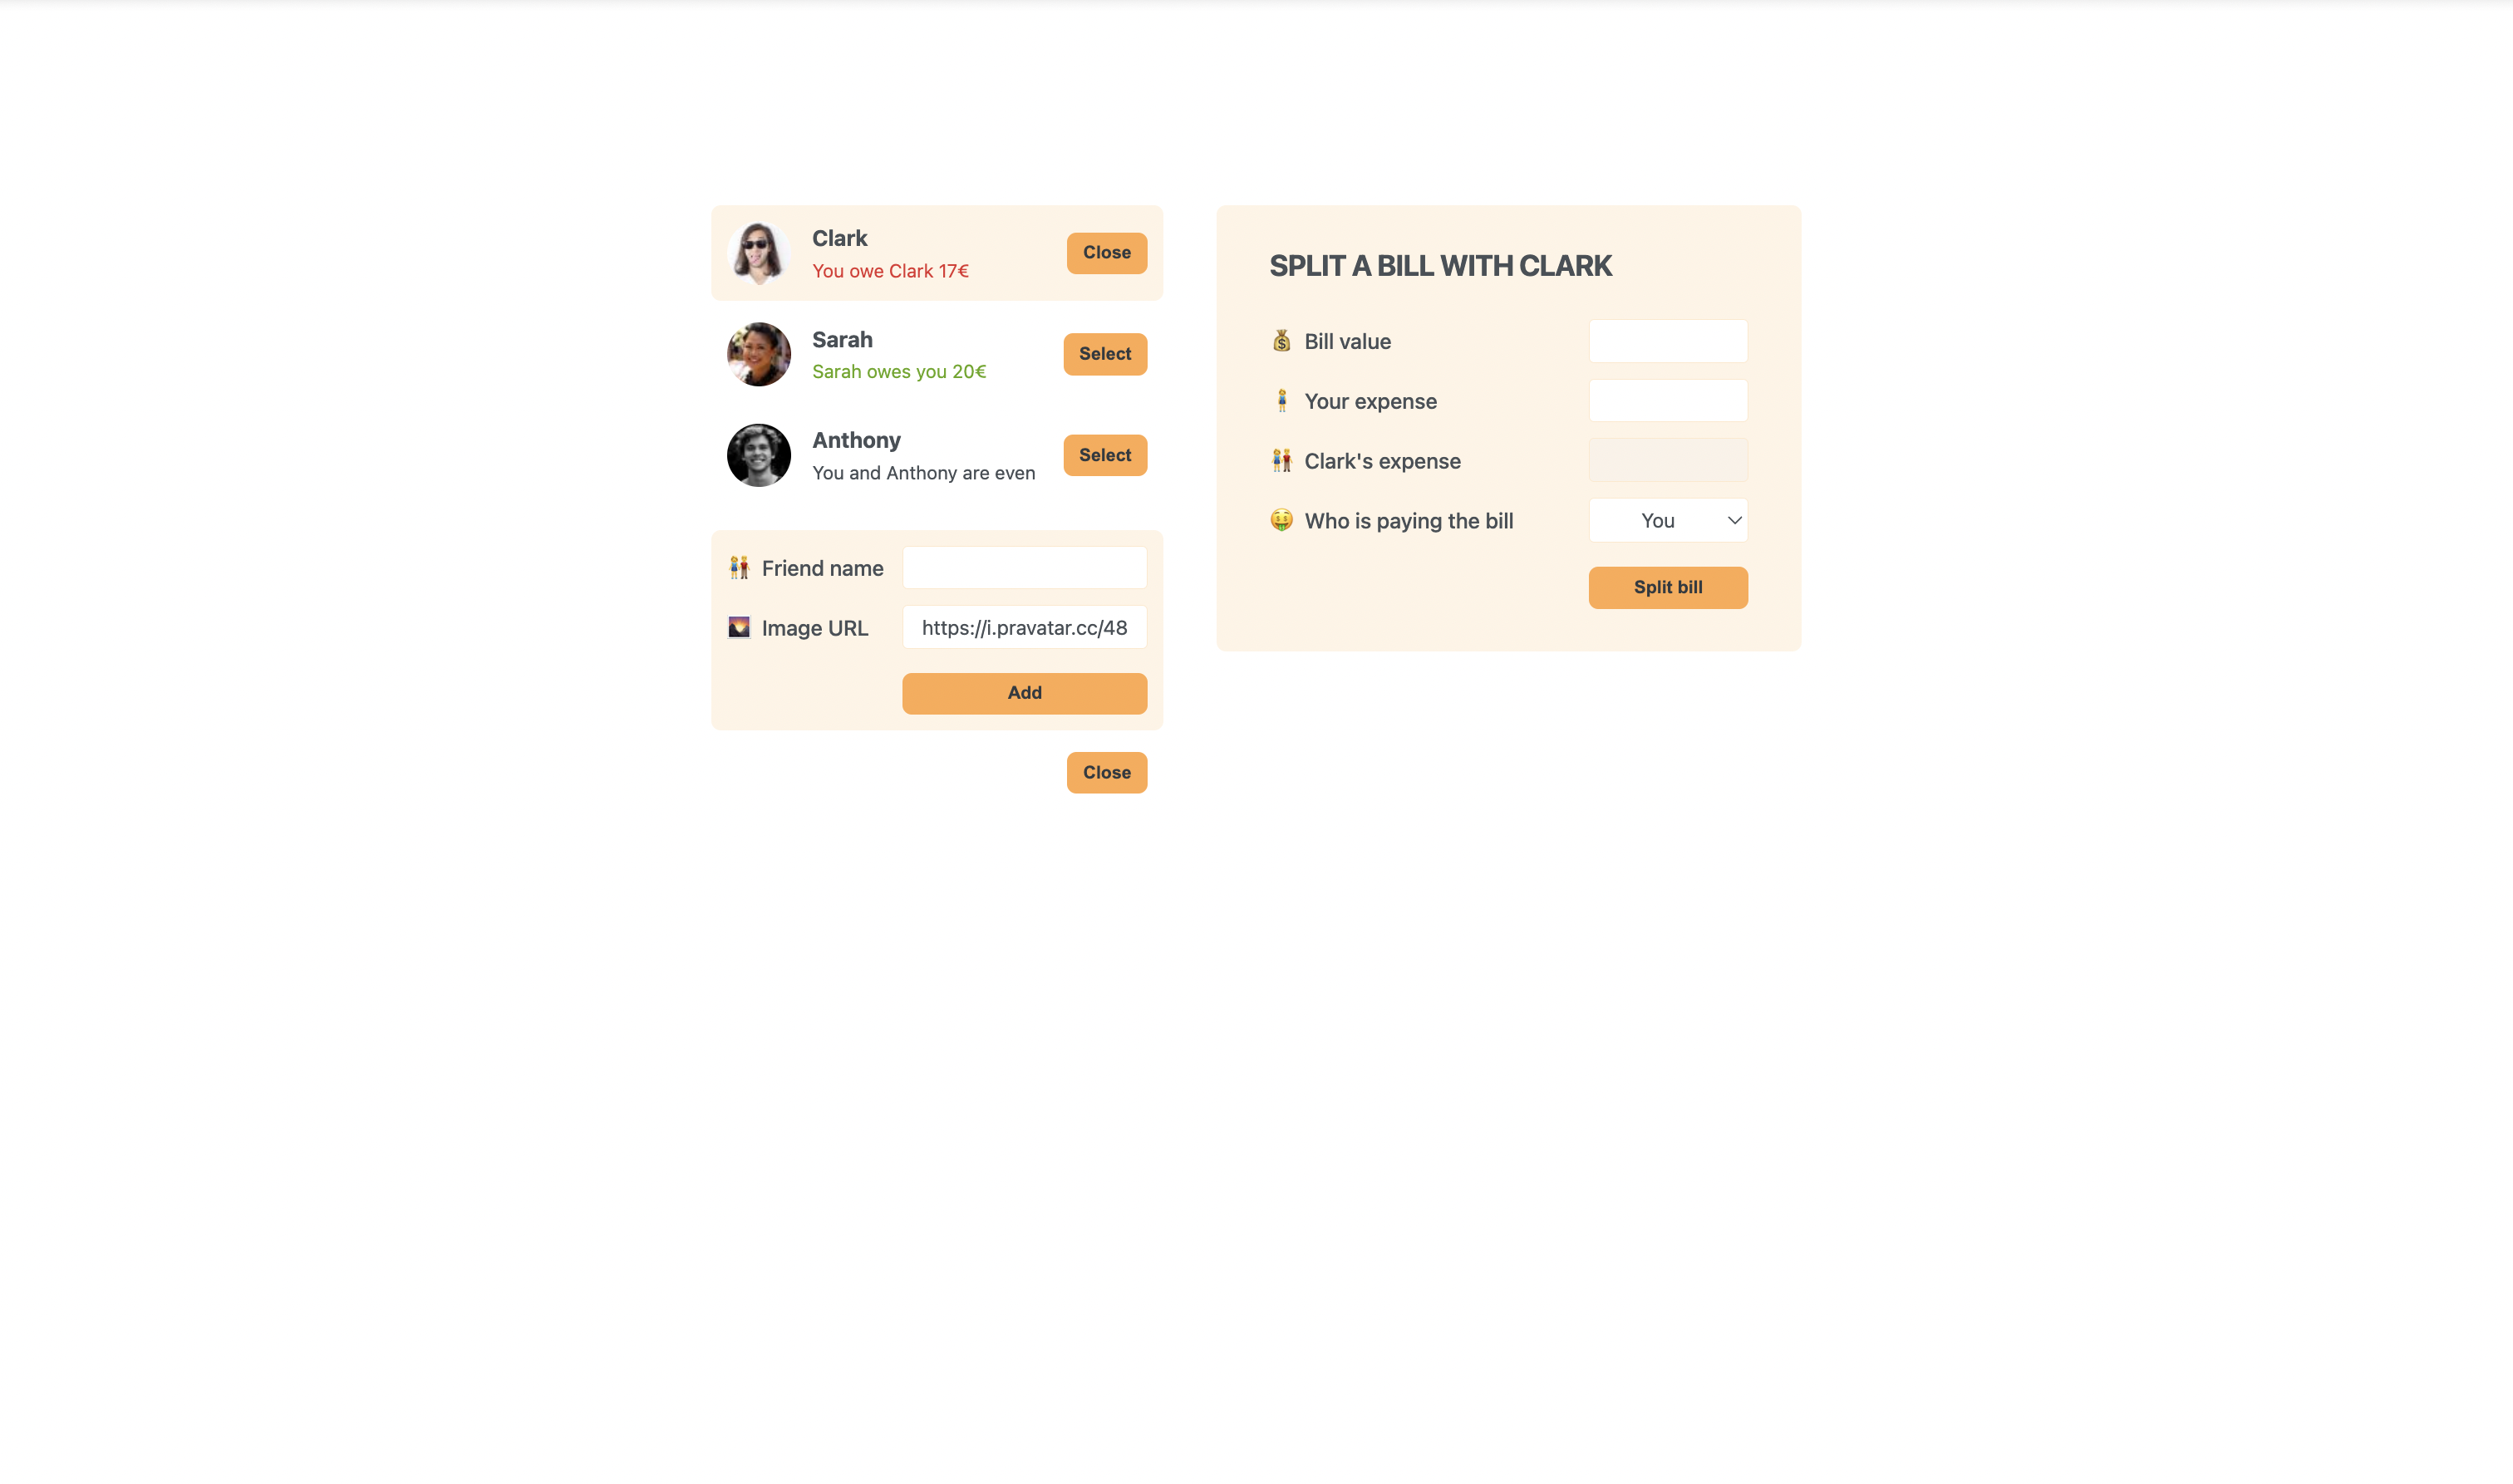 Clark
You owe Clark 17€
Close
Sarah
Sarah owes you 20€
Select
Anthony
You and Anthony are even
Select
👫 Friend name
🌄 Image URL
https://i.pravatar.cc/48
Add
Close
SPLIT A BILL WITH CLARK
💰 Bill value
🧍‍♀️ Your expense
👫 Clark's expense
🤑 Who is paying the bill
You
Split bill